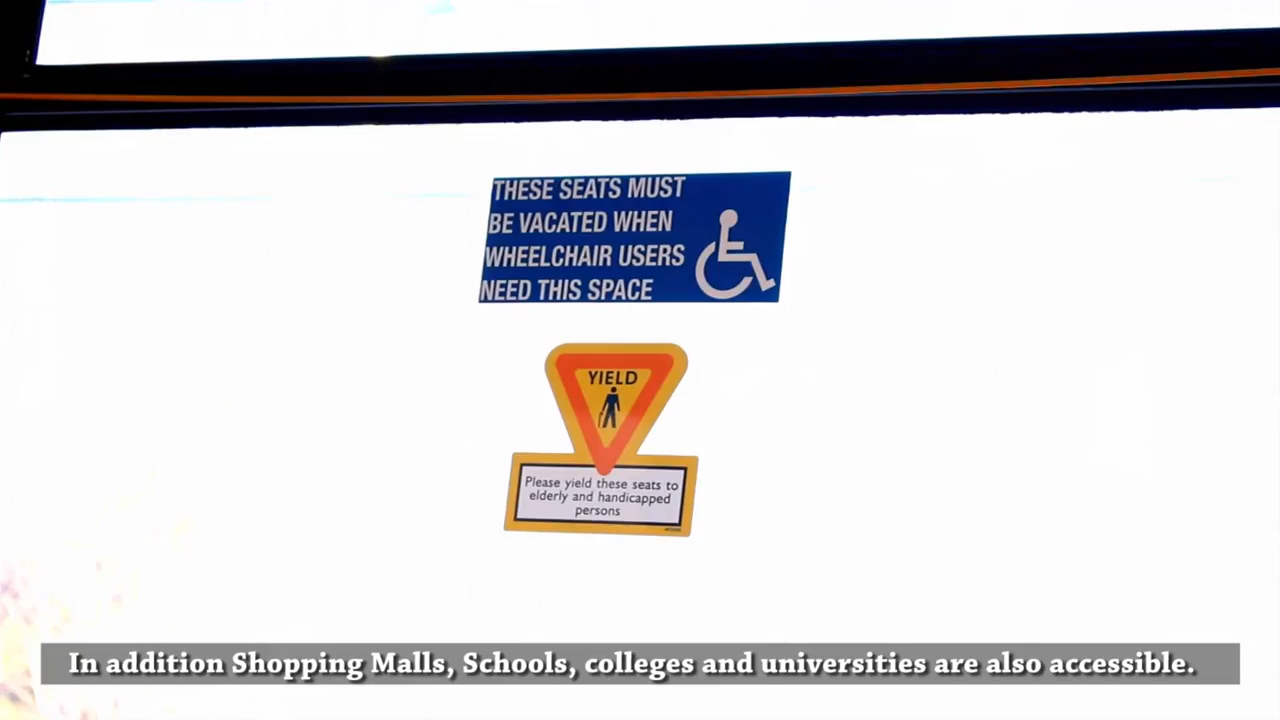 THESE SEATS MUST
BE VACATED WHEN
WHEELCHAIR USERS
NEED THIS SPACE
YIELD
Please yield these seats to
elderly and handicapped
persons
In addition Shopping Malls, Schools, colleges and universities are also accessible.